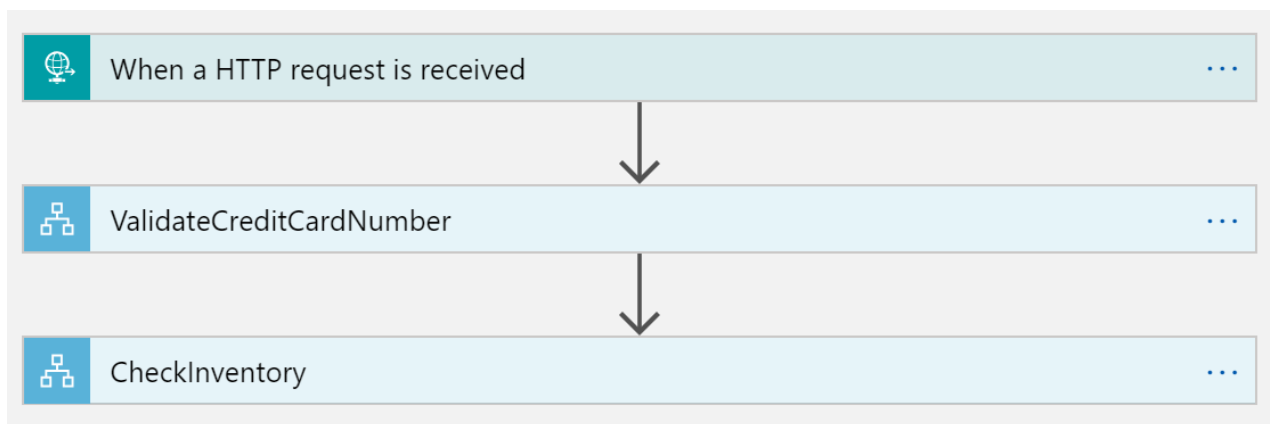 When a HTTP request is received
ValidateCreditCardNumber
CheckInventory